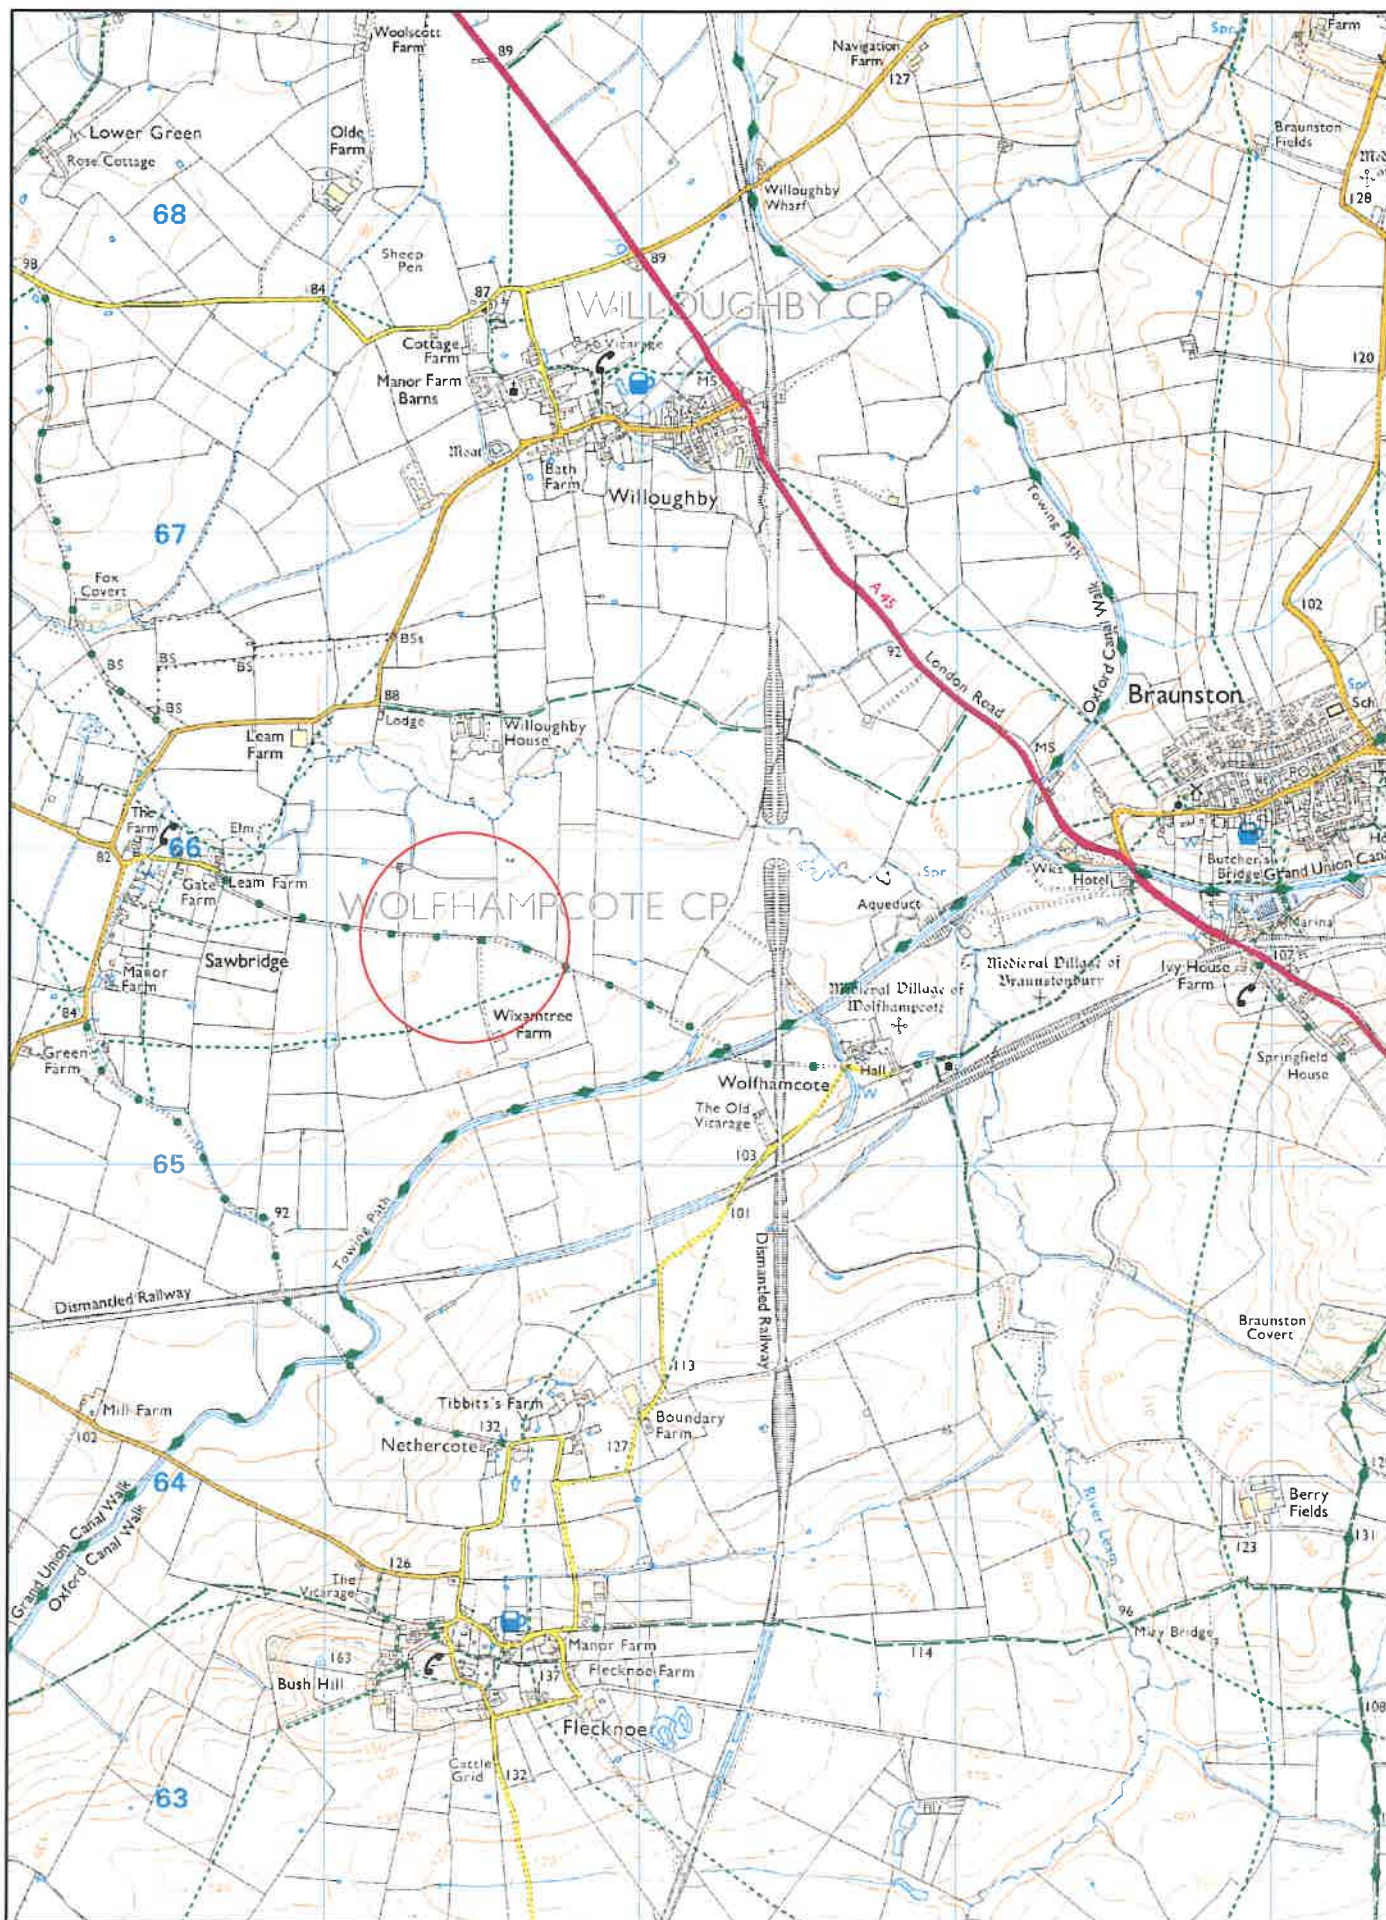 Woolscott
Farm
89
Spr
Farm
Navigation
Farm
127
Lower Green
Rose Cottage
Olde
Farm
Braunston
Fields
Willoughby
Wharf
128
68
Sheep
Pen
98
84
87
89
WILLOUGHBY CP
Cottage
Farm
Vicarage
120
Manor Farm
Barns
MS
Moat
Bath
Farm
Willoughby
Towing Path
67
Fox
Covert
A 45
102
BS
BS
BS
BSs
92
London Road
Oxford Canal Walk
Braunston
Spr
Sch
88
BS
Lodge
Leam
Farm
Willoughby
House
MS
PO
The
Farm
Elm
66
82
Gate
Farm
Leam Farm
W
W
Butcher's
Bridge
Grand Union Canal
Wks
Hotel
Spr
WOLFHAMPCOTE CP
Aqueduct
Marina
Sawbridge
Manor
Farm
Medieval Village of
Braunstonbury
Ivy House
Farm
107
Medieval Village of
Wolfhampcote
84
Wixamtree
Farm
Green
Farm
Springfield
House
Hall
Wolfhamcote
W
The Old
Vicarage
103
65
92
101
Towing Path
Dismantled Railway
Dismantled Railway
Braunston
Covert
113
Mill Farm
Tibbits's Farm
132
Boundary
Farm
102
Nethercote
127
64
Berry
Fields
131
123
River Leam
Grand Union Canal Walk
Oxford Canal Walk
126
The
Vicarage
96
Miry Bridge
Manor Farm
163
114
Flecknoe Farm
Bush Hill
137
108
Flecknoe
Cattle
Grid
132
63